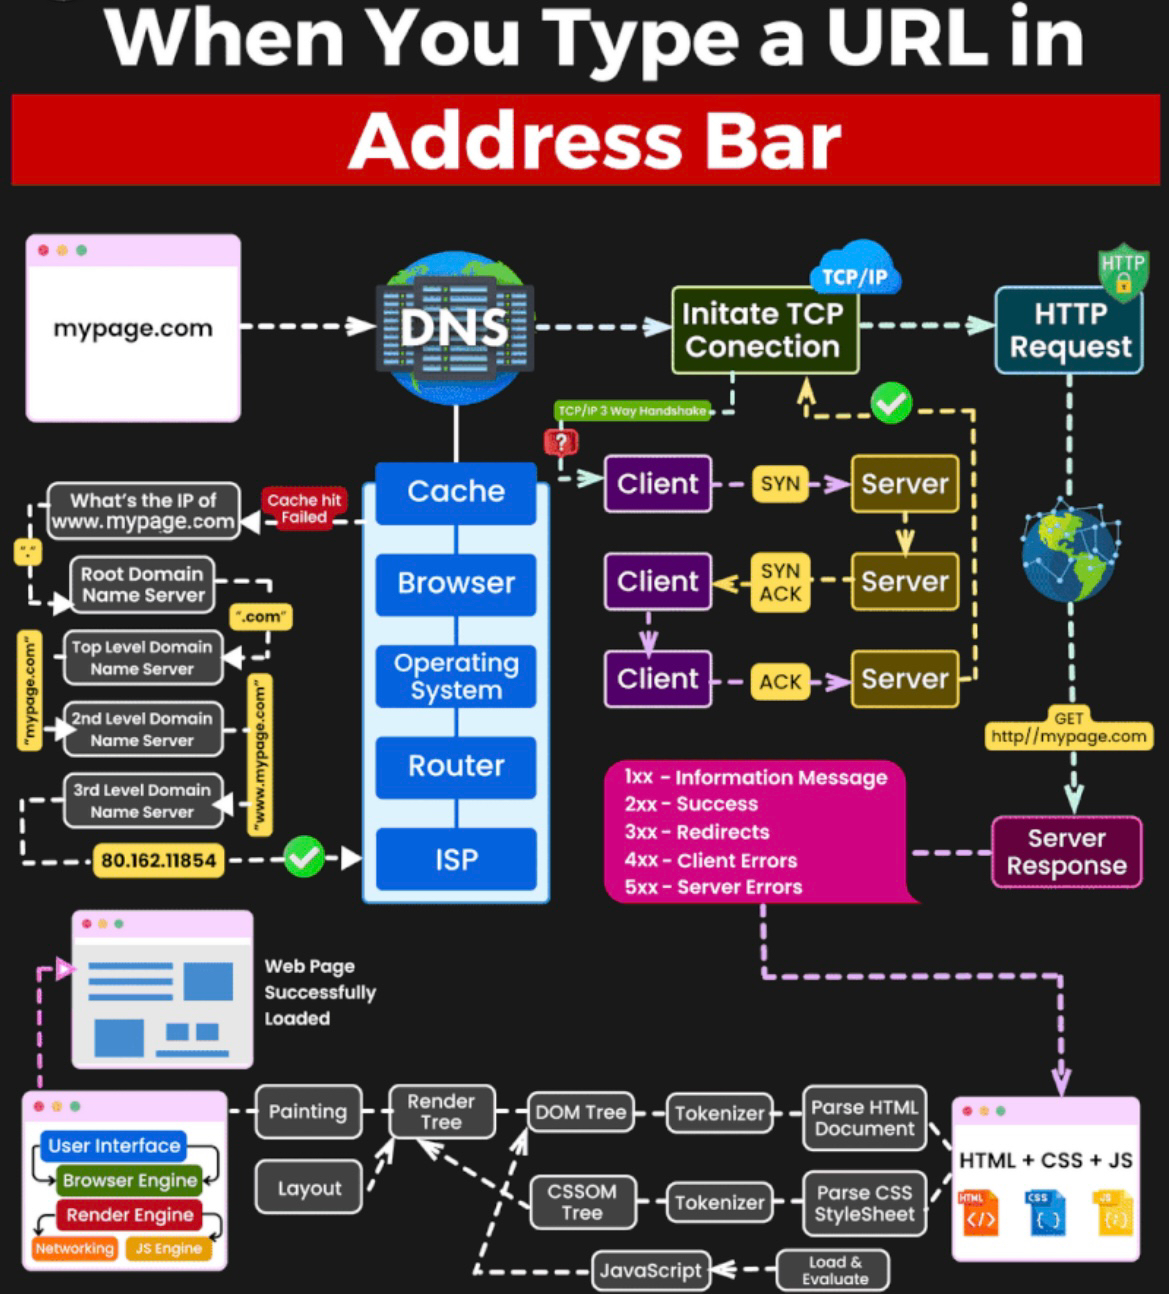 When You Type a URL in
Address Bar
mypage.com
DNS
TCP/IP
Initate TCP
Conection
HTTP
HTTP
Request
TCP/IP 3 Way Handshake
?
Client
SYN
Server
Client
SYN
ACK
Server
Client
ACK
Server
Cache
Browser
Operating
System
Router
ISP
Cache hit
Failed
What's the IP of
www. mypage.com
"."
Root Domain
Name Server
".com"
Top Level Domain
Name Server
"mypage.com"
2nd Level Domain
Name Server
"www.mypage.com"
3rd Level Domain
Name Server
80.162.11854
GET
http//mypage.com
Server
Response
1xx - Information Message
2xx - Success
3xx - Redirects
4xx - Client Errors
5xx - Server Errors
Web Page
Successfully
Loaded
HTML + CSS + JS
HTML
</>
CSS
{ }
JS
Parse HTML
Document
Tokenizer
DOM Tree
Render
Tree
Painting
Layout
Parse CSS
StyleSheet
Tokenizer
CSSOM
Tree
JavaScript
Load &
Evaluate
User Interface
Browser Engine
Render Engine
Networking
JS Engine